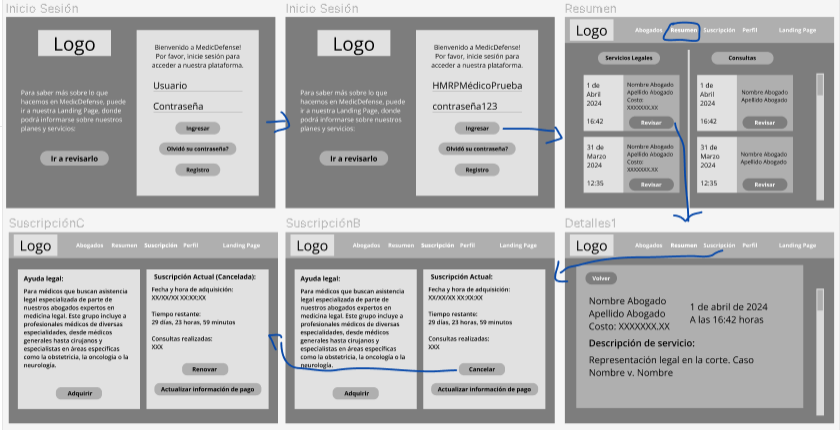 Inicio Sesión
Logo
Para saber más sobre lo que
hacemos en MedicDefense, puede
ir a nuestra Landing Page, donde
podrá informarse sobre nuestros
planes y servicios:
Ir a revisarlo
Bienvenido a MedicDefense!
Por favor, inicie sesión para
acceder a nuestra plataforma.
Usuario
Contraseña
Ingresar
Olvidó su contraseña?
Registro
Inicio Sesión
Logo
Para saber más sobre lo que
hacemos en MedicDefense, puede
ir a nuestra Landing Page, donde
podrá informarse sobre nuestros
planes y servicios:
Ir a revisarlo
Bienvenido a MedicDefense!
Por favor, inicie sesión para
acceder a nuestra plataforma.
HMRPMédicoPrueba
contraseña123
Ingresar
Olvidó su contraseña?
Registro
Resumen
Logo
Abogados Resumen Suscripción Perfil Landing Page
Servicios Legales
1 de
Abril
2024
16:42
Nombre Abogado
Apellido Abogado
Costo:
XXXXXXX.XX
Revisar
31 de
Marzo
2024
12:35
Nombre Abogado
Apellido Abogado
Costo:
XXXXXXX.XX
Revisar
Consultas
1 de
Abril
2024
16:42
Nombre Abogado
Apellido Abogado
Revisar
31 de
Marzo
2024
12:35
Nombre Abogado
Apellido Abogado
Revisar
SuscripciónC
Logo
Abogados Resumen Suscripción Perfil Landing Page
Ayuda legal:
Para médicos que buscan asistencia
legal especializada de parte de
nuestros abogados expertos en
medicina legal. Este grupo incluye a
profesionales médicos de diversas
especialidades, desde médicos
generales hasta cirujanos y
especialistas en áreas específicas
como la obstetricia, la oncología o la
neurología.
Adquirir
Suscripción Actual (Cancelada):
Fecha y hora de adquisición:
XX/XX/XX XX:XX:XX
Tiempo restante:
29 días, 23 horas, 59 minutos
Consultas realizadas:
XXX
Renovar
Actualizar información de pago
SuscripciónB
Logo
Abogados Resumen Suscripción Perfil Landing Page
Ayuda legal:
Para médicos que buscan asistencia
legal especializada de parte de
nuestros abogados expertos en
medicina legal. Este grupo incluye a
profesionales médicos de diversas
especialidades, desde médicos
generales hasta cirujanos y
especialistas en áreas específicas
como la obstetricia, la oncología o la
neurología.
Adquirir
Suscripción Actual:
Fecha y hora de adquisición:
XX/XX/XX XX:XX:XX
Tiempo restante:
29 días, 23 horas, 59 minutos
Consultas realizadas:
XXX
Cancelar
Actualizar información de pago
Detalles1
Logo
Abogados Resumen Suscripción Perfil Landing Page
Volver
Nombre Abogado
Apellido Abogado
Costo: XXXXXXX.XX
1 de abril de 2024
A las 16:42 horas
Descripción de servicio:
Representación legal en la corte. Caso
Nombre v. Nombre